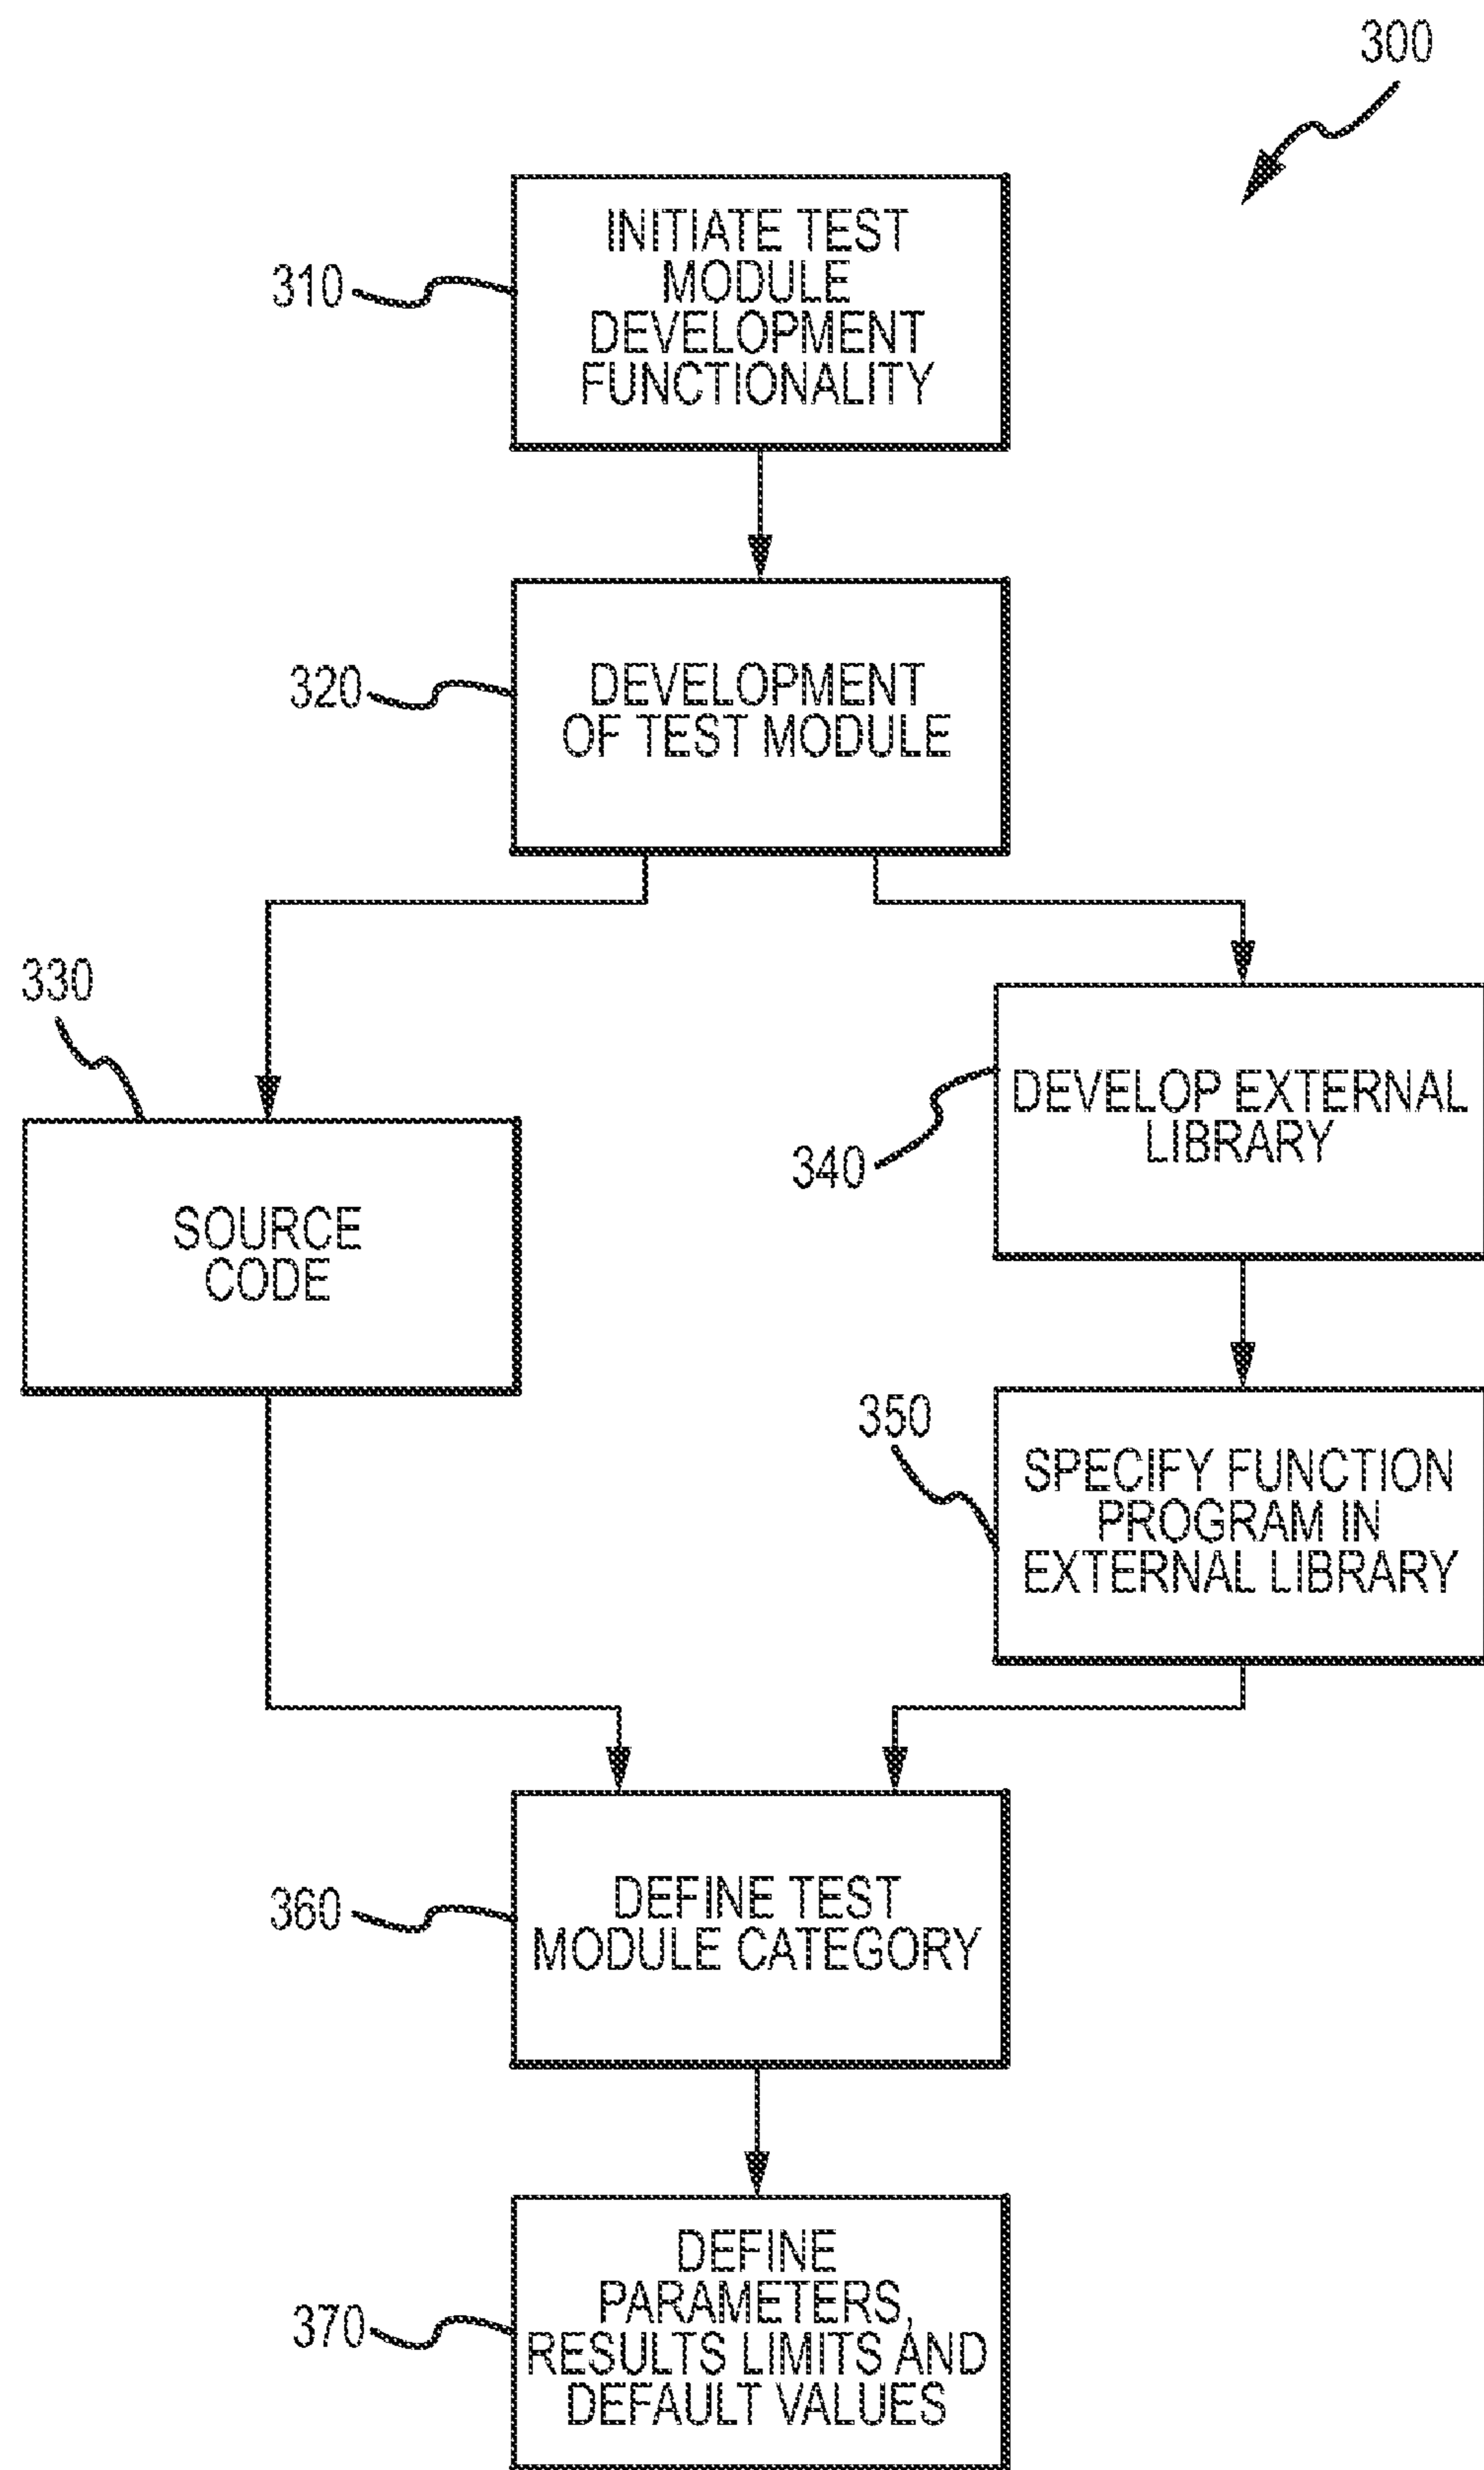 300
310
INITIATE TEST
MODULE
DEVELOPMENT
FUNCTIONALITY
320
DEVELOPMENT
OF TEST MODULE
330
SOURCE
CODE
340
DEVELOP EXTERNAL
LIBRARY
350
SPECIFY FUNCTION
PROGRAM IN
EXTERNAL LIBRARY
360
DEFINE TEST
MODULE CATEGORY
370
DEFINE
PARAMETERS,
RESULTS LIMITS AND
DEFAULT VALUES